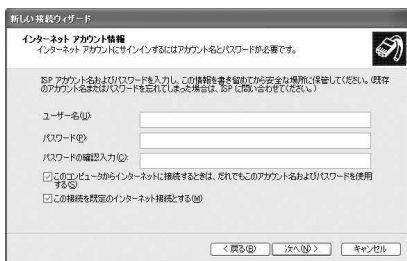 新しい接続ウィザード
インターネット アカウント情報
インターネット アカウントにサインインするにはアカウント名とパスワードが必要です。
ISP アカウント名およびパスワードを入力し、この情報を書き留めてから安全な場所に保管してください。(既存
のアカウント名またはパスワードを忘れてしまった場合は、ISP に問い合わせてください。)
ユーザー名(U):
パスワード(P):
パスワードの確認入力(C):
このコンピュータからインターネットに接続するときは、だれでもこのアカウント名およびパスワードを使用
する(S)
この接続を既定のインターネット接続とする(M)
< 戻る(B)
次へ(N) >
キャンセル